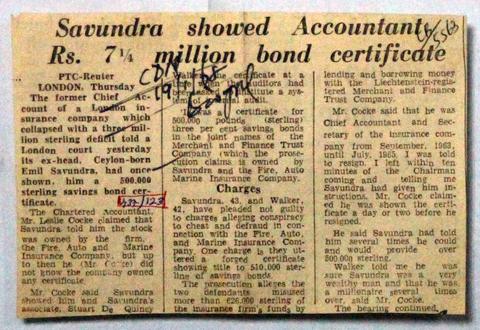 Savundra showed Accountant
Rs. 7¼ million bond certificate
PTC-Reuter
LONDON, Thursday
The former Chief Ac-
countant of a London in-
surance company which
collapsed with a three mil-
lion sterling deficit told a
London court yesterday
its ex-head, Ceylon-born
Emil Savundra, had once
shown him a 500,000
sterling savings bond cer-
tificate.
The Chartered Accountant,
Mr. Leslie Cocke claimed that
Savundra told him the stock
was owned by the firm,
the Fire, Auto and Marine
Insurance Company, but up
to then he (Mr. Cocke) did
not know the company owned
any certificate.
Mr. Cocke said Savundra
showed him and Savundra's
associate, Stuart De Quincy
Walker, the certificate at a
time when auditors had
been
tem audit.
was a certificate for
500,000 pounds (sterling)
three per cent savings bonds
in the joint names of the
Merchant and Finance Trust
Company (which the prose-
cution claims is owned by
Savundra and the Fire, Auto
Marine Insurance Company.
Charges
Savundra, 43, and Walker,
42, have pleaded not guilty
to charges alleging conspiracy
to cheat and defraud in con-
nection with the Fire, Auto,
and Marine Insurance Com-
pany. One charge is they ut-
tered a forged certificate
showing title to 510,000 ster-
line of savings bonds.
The prosecution alleges the
two defendants misused
more than £26,000 sterling of
the insurance firm's funds by
lending and borrowing money
with the Liechtenstein-regis-
tered Merchant and Finance
Trust Company.
Mr. Cocke said that he was
Chief Accountant and Sec-
retary of the insurance com-
pany from September, 1963,
until July, 1965. I was told
to resign. I left within ten
minutes of the Chairman
coming and telling me
Savundra had given him in-
structions. Mr. Cocke claim-
ed he was shown the certifi-
cate a day or two before he
resigned.
He said Savundra had told
him several times he could
and would provide over
500,000 sterling.
Walker told me he was
sure Savundra was a very
wealthy man and that he was
a millionaire several times
over, said Mr. Cocke.
The hearing continued.